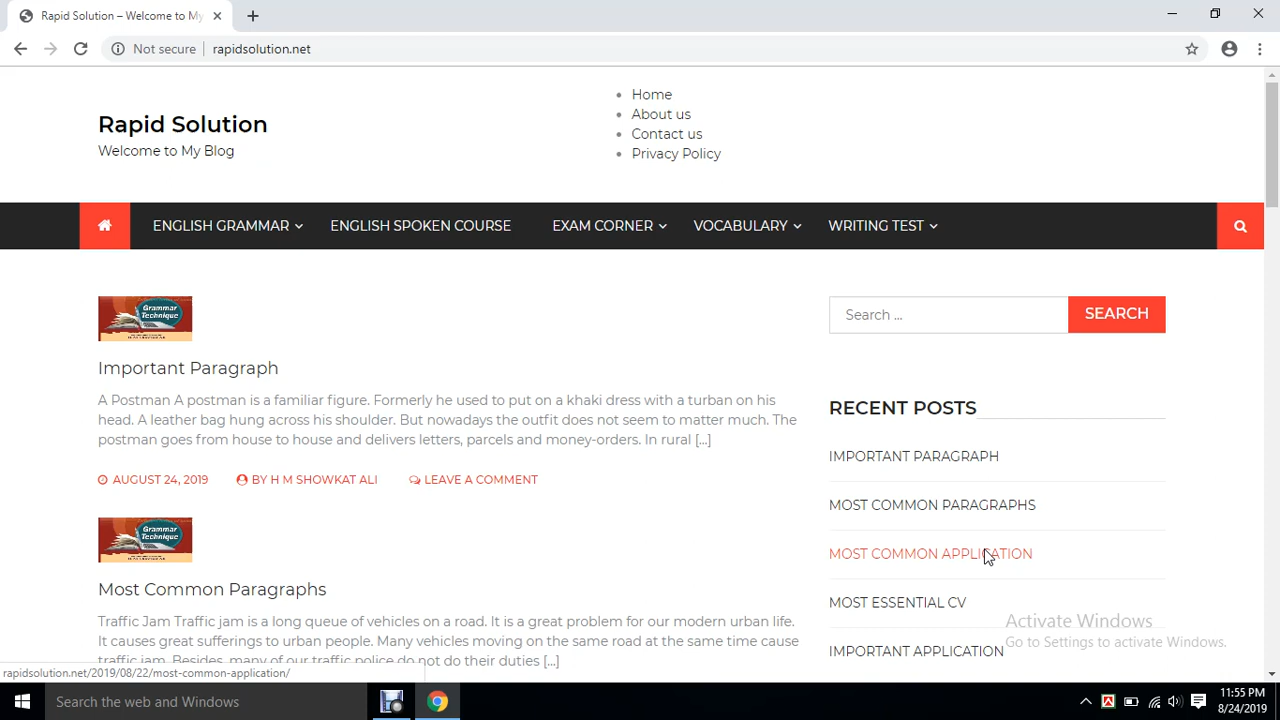 Rapid Solution – Welcome to My
Not secure
rapidsolution.net
Rapid Solution
Welcome to My Blog
Home
About us
Contact us
Privacy Policy
ENGLISH GRAMMAR
ENGLISH SPOKEN COURSE
EXAM CORNER
VOCABULARY
WRITING TEST
Grammar
Technique
Important Paragraph
A Postman A postman is a familiar figure. Formerly he used to put on a khaki dress with a turban on his
head. A leather bag hung across his shoulder. But nowadays the outfit does not seem to matter much. The
postman goes from house to house and delivers letters, parcels and money-orders. In rural [...]
AUGUST 24, 2019 BY H M SHOWKAT ALI LEAVE A COMMENT
Grammar
Technique
Most Common Paragraphs
Traffic Jam Traffic jam is a long queue of vehicles on a road. It is a great problem for our modern urban life.
It causes great sufferings to urban people. Many vehicles moving on the same road at the same time cause
traffic jam. Besides, many of our traffic police do not do their duties [...]
Search ...
SEARCH
RECENT POSTS
IMPORTANT PARAGRAPH
MOST COMMON PARAGRAPHS
MOST COMMON APPLICATION
MOST ESSENTIAL CV
IMPORTANT APPLICATION
Activate Windows
Go to Settings to activate Windows.
rapidsolution.net/2019/08/22/most-common-application/
Search the web and Windows
11:55 PM
8/24/2019